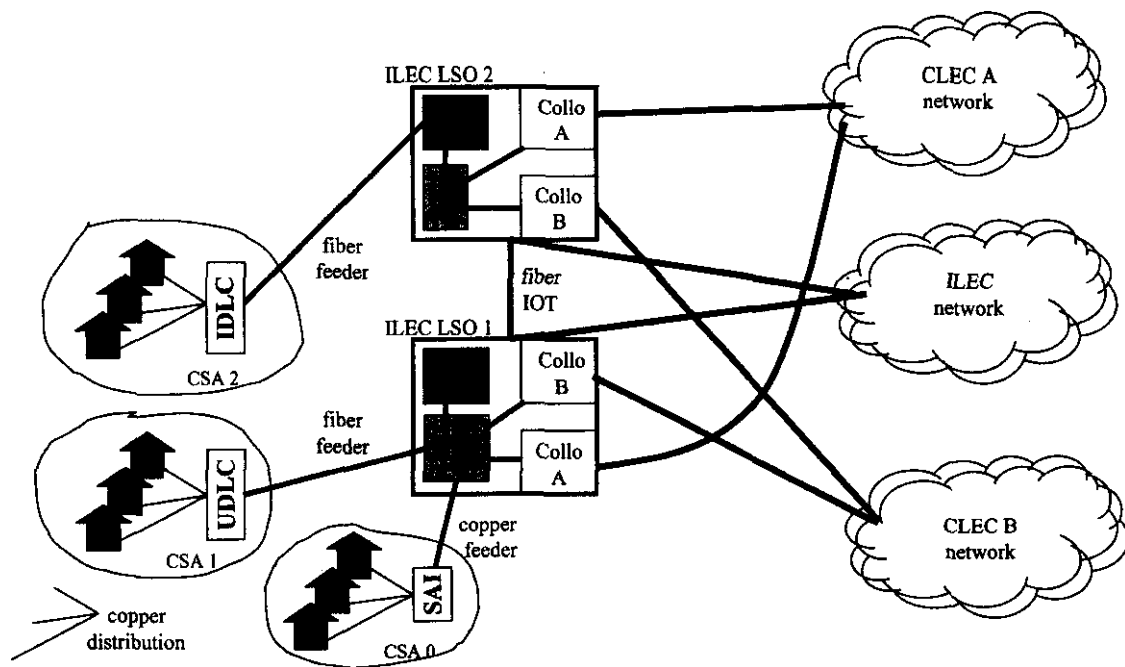 ILEC LSO 2
Collo
A
Collo
B
CLEC A
network
fiber
feeder
IDLC
CSA 2
fiber
IOT
ILEC
network
ILEC LSO 1
Collo
B
Collo
A
fiber
feeder
UDLC
CSA 1
copper
feeder
SAI
CSA 0
CLEC B
network
copper
distribution